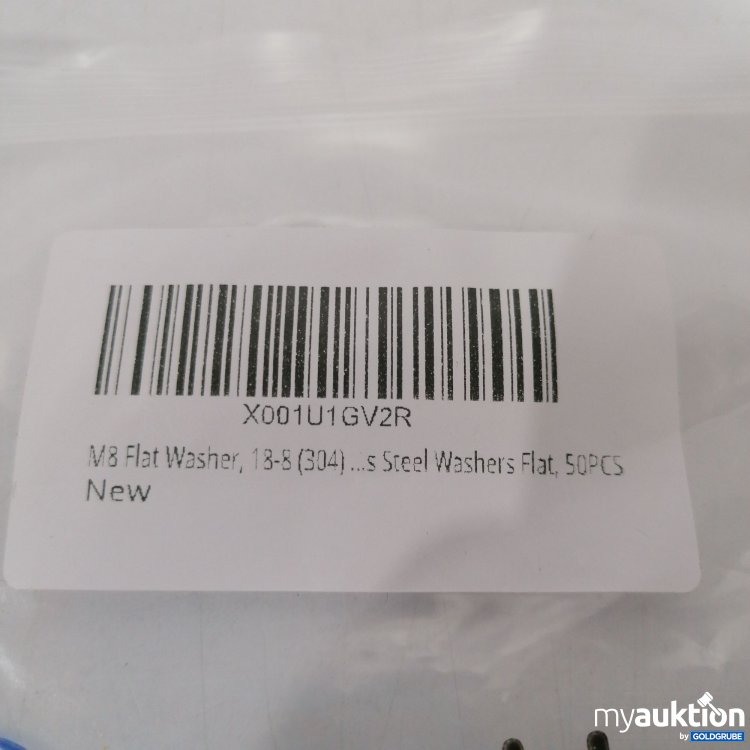 X001U1GV2R
M8 Flat Washer, 18-8 (304) ...s Steel Washers Flat, 50PCS
New
myauktion
by GOLDGRUBE